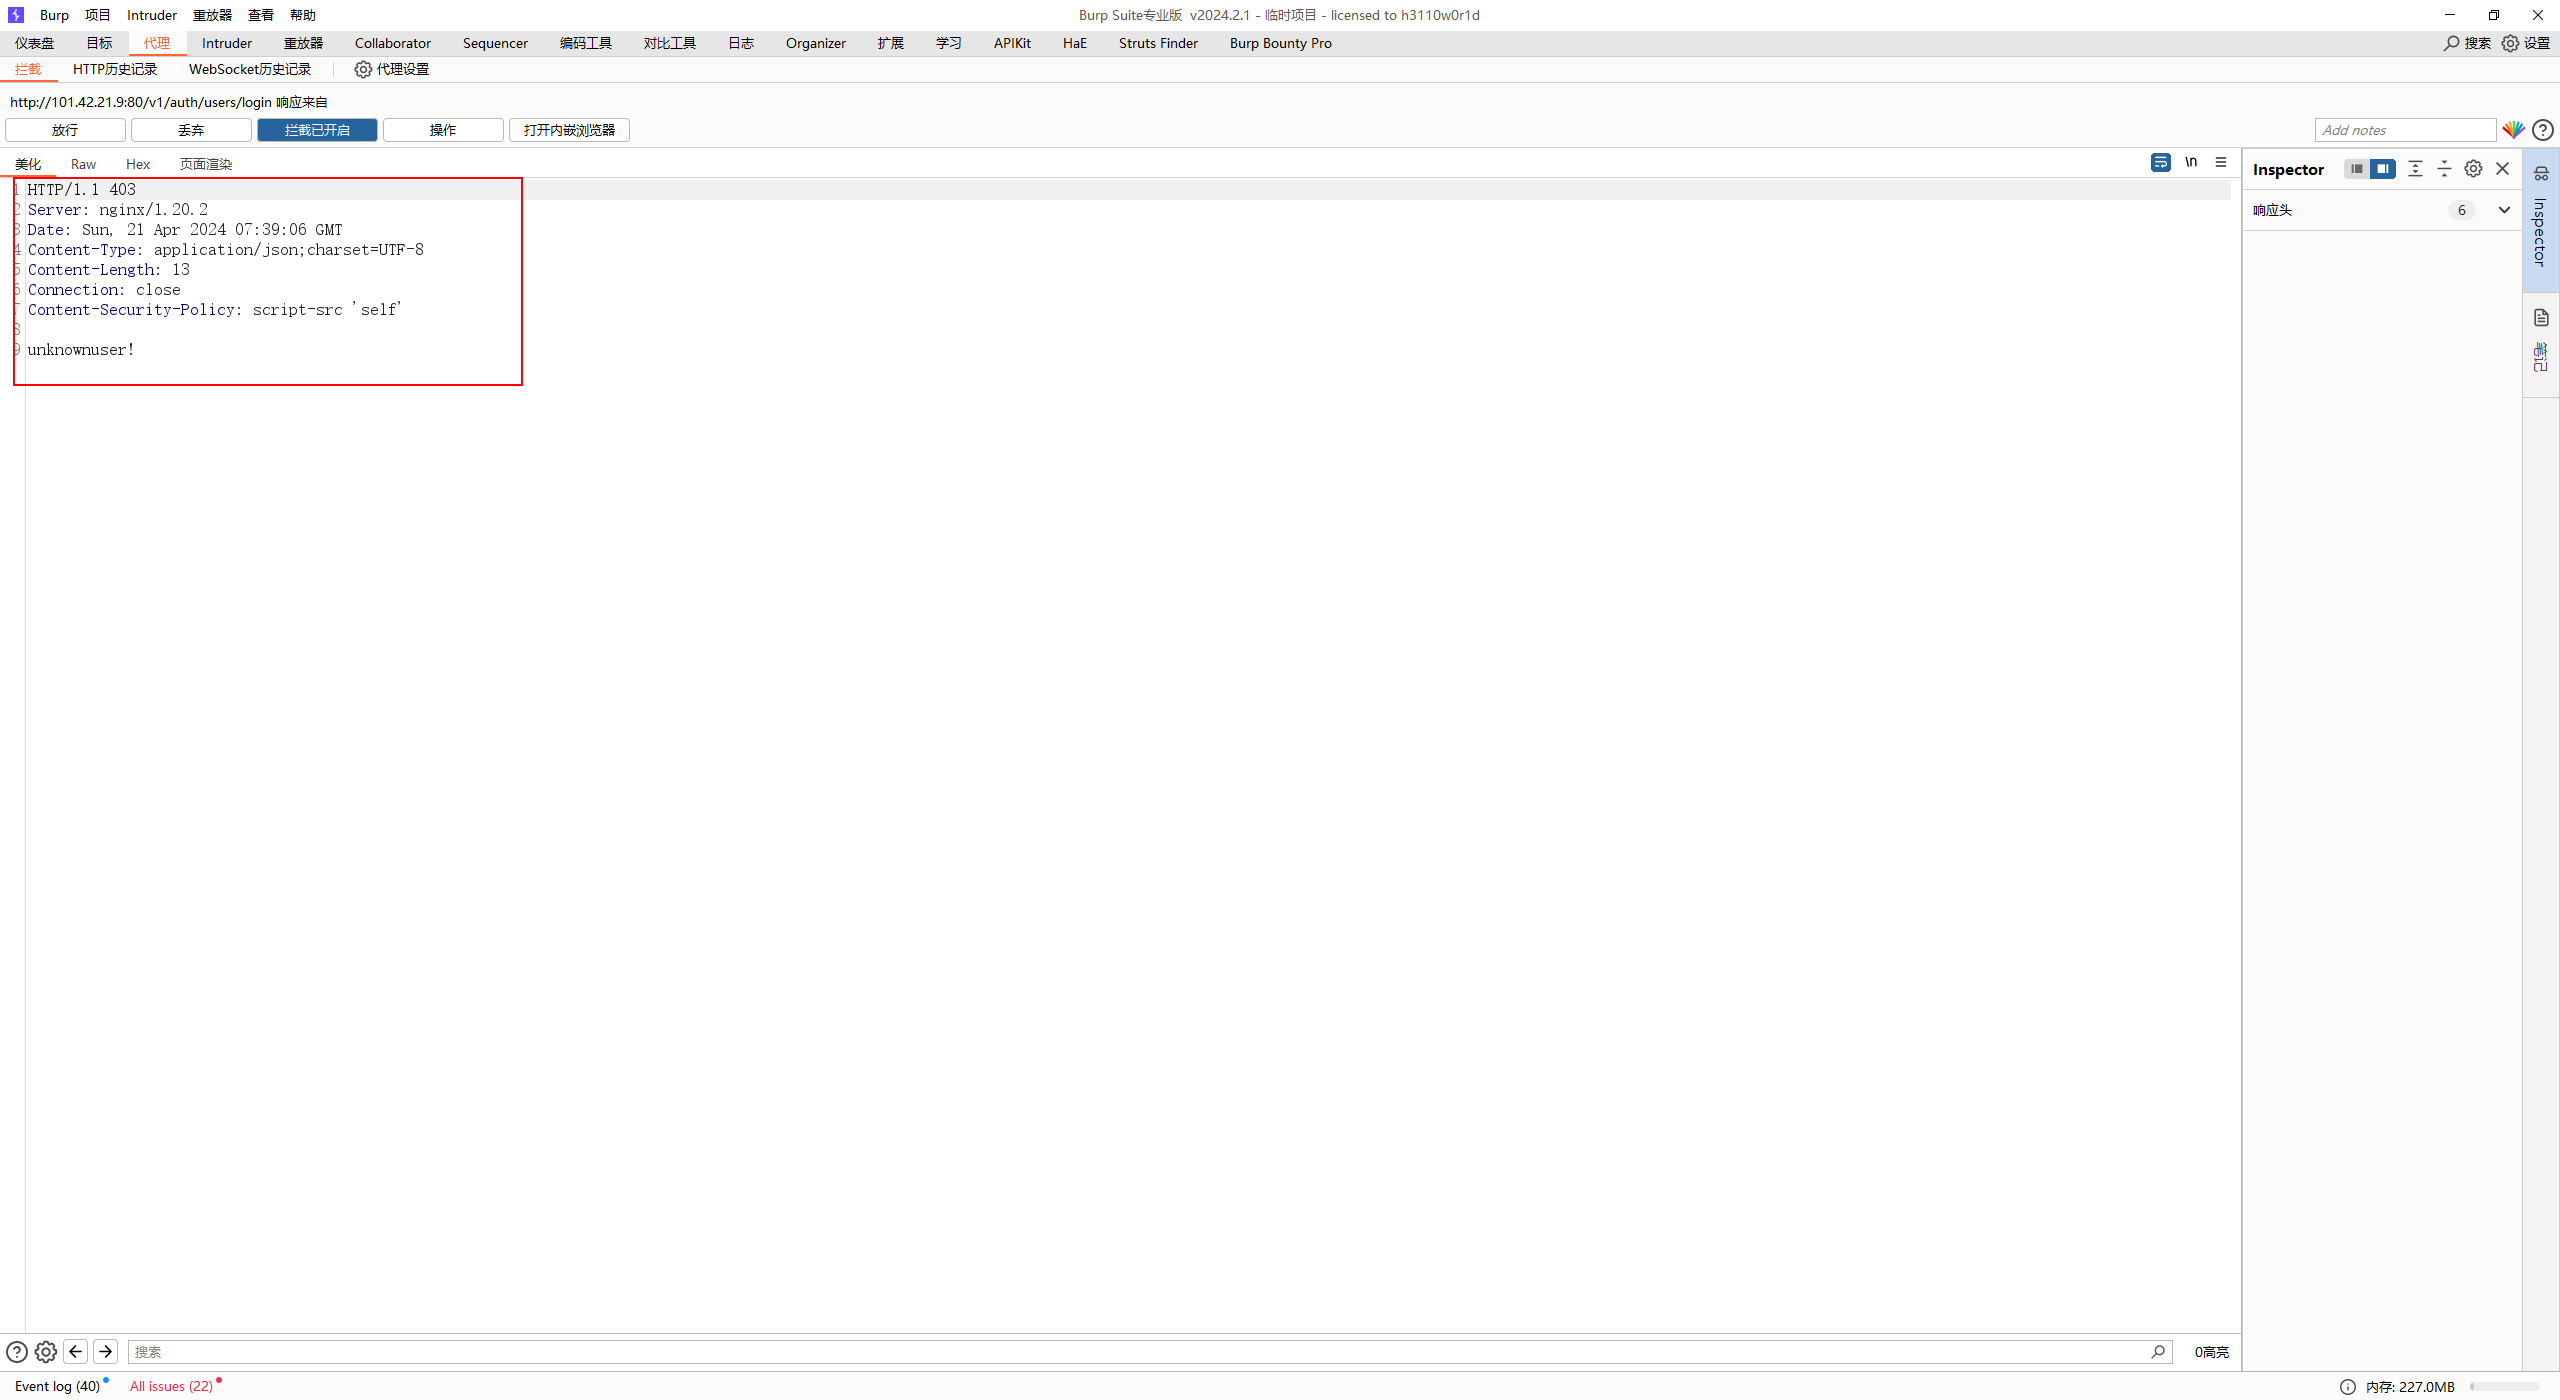 Burp 项目 Intruder 重放器 查看 帮助 Burp Suite专业版 v2024.2.1 - 临时项目 - licensed to h3110w0r1d
仪表盘 目标 代理 Intruder 重放器 Collaborator Sequencer 编码工具 对比工具 日志 Organizer 扩展 学习 APIKit HaE Struts Finder Burp Bounty Pro 搜索 设置
拦截 HTTP历史记录 WebSocket历史记录 代理设置
http://101.42.21.9:80/v1/auth/users/login 响应来自
放行 丢弃 拦截已开启 操作 打开内嵌浏览器 Add notes
美化 Raw Hex 页面渲染 \n
Inspector
响应头 6
Inspector
笔记
1 HTTP/1.1 403
2 Server: nginx/1.20.2
3 Date: Sun, 21 Apr 2024 07:39:06 GMT
4 Content-Type: application/json;charset=UTF-8
5 Content-Length: 13
6 Connection: close
7 Content-Security-Policy: script-src 'self'
8
9 unknownuser!
搜索 0高亮
Event log (40) All issues (22) 内存: 227.0MB